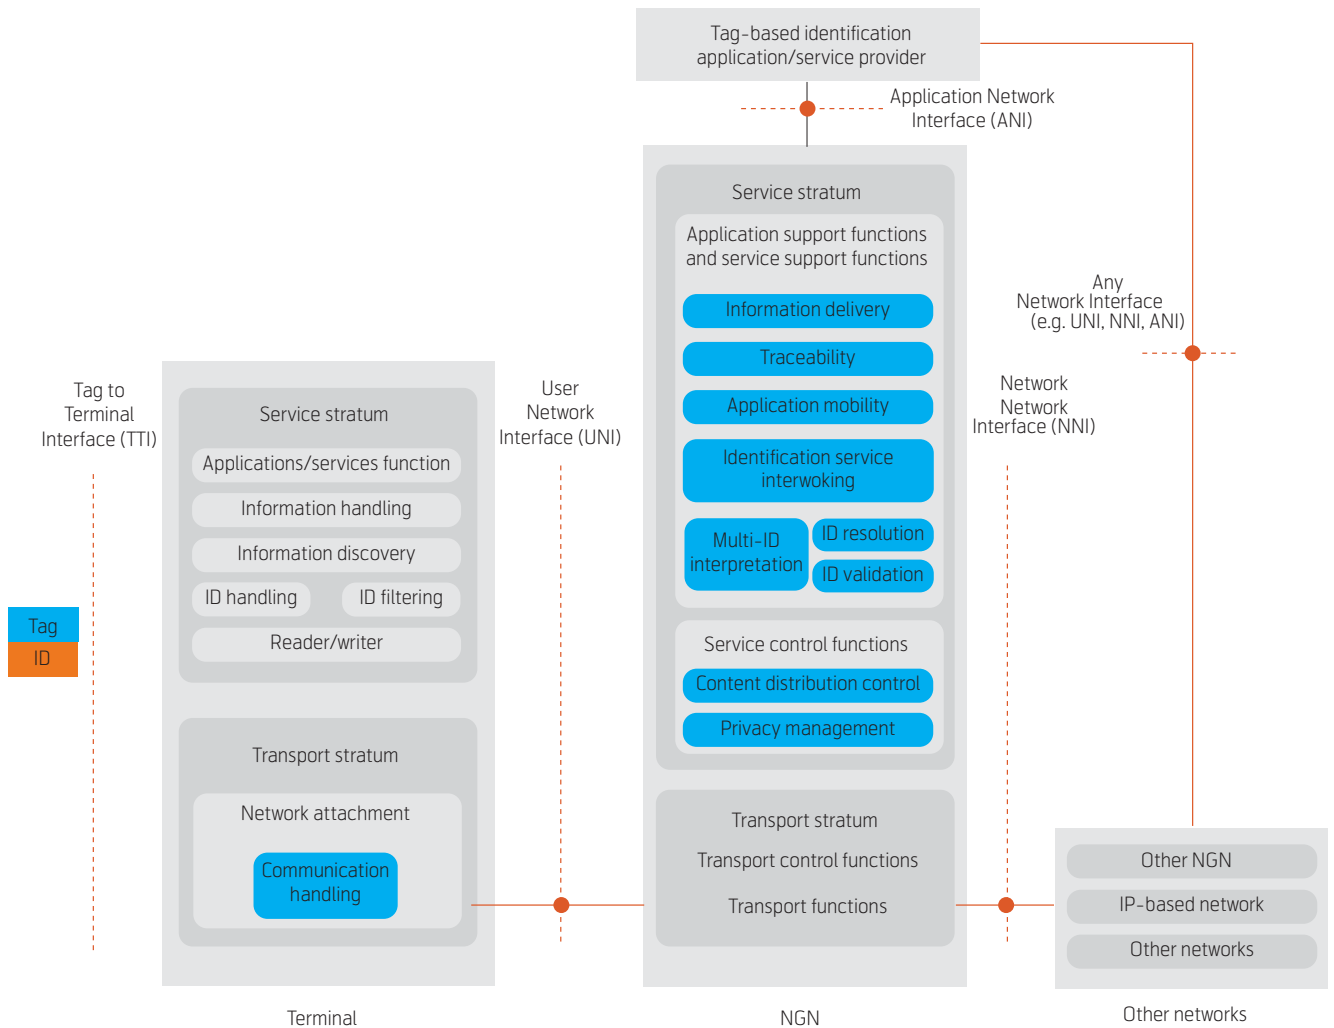 Tag-based identification
application/service provider
Application Network
Interface (ANI)
Service stratum
Application support functions
and service support functions
Information delivery
Traceability
Application mobility
Identification service
interwoking
Multi-ID
interpretation
ID resolution
ID validation
Service control functions
Content distribution control
Privacy management
Transport stratum
Transport control functions
Transport functions
NGN
Any
Network Interface
(e.g. UNI, NNI, ANI)
Network
Network
Interface (NNI)
User
Network
Interface (UNI)
Tag to
Terminal
Interface (TTI)
Tag
ID
Service stratum
Applications/services function
Information handling
Information discovery
ID handling
ID filtering
Reader/writer
Transport stratum
Network attachment
Communication
handling
Terminal
Other NGN
IP-based network
Other networks
Other networks